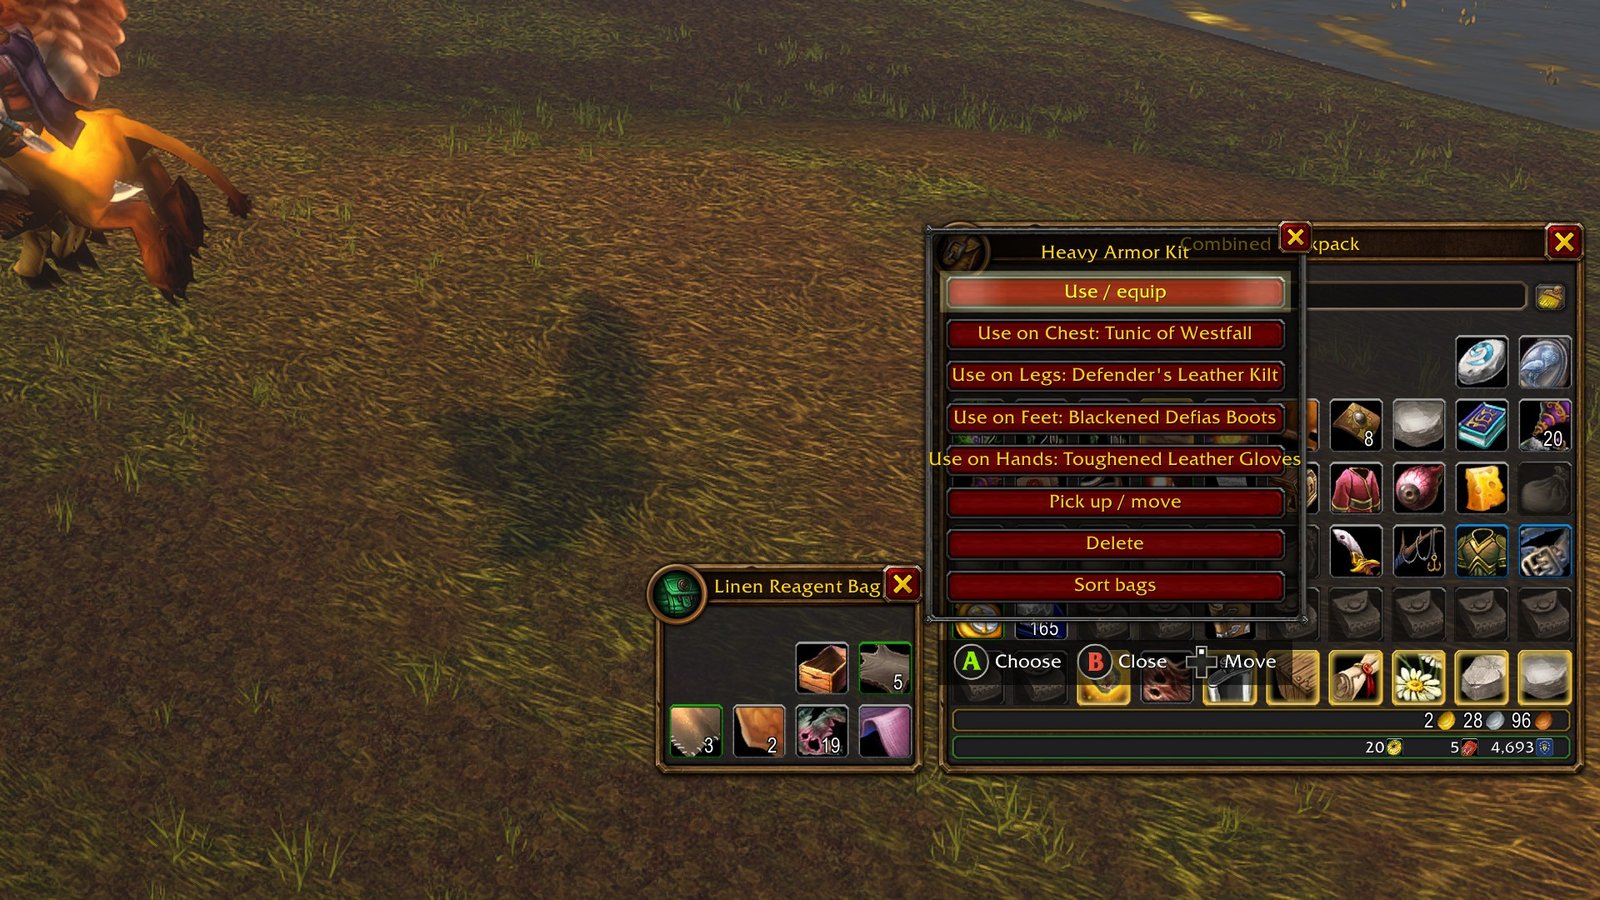 Heavy Armor Kit
Combined
kpack
Use / equip
Use on Chest: Tunic of Westfall
Use on Legs: Defender's Leather Kilt
Use on Feet: Blackened Defias Boots
8
20
Use on Hands: Toughened Leather Gloves
Pick up / move
Delete
Sort bags
Linen Reagent Bag
165
A Choose B Close Move
5
3
2
19
2 28 96
20 5 4,693